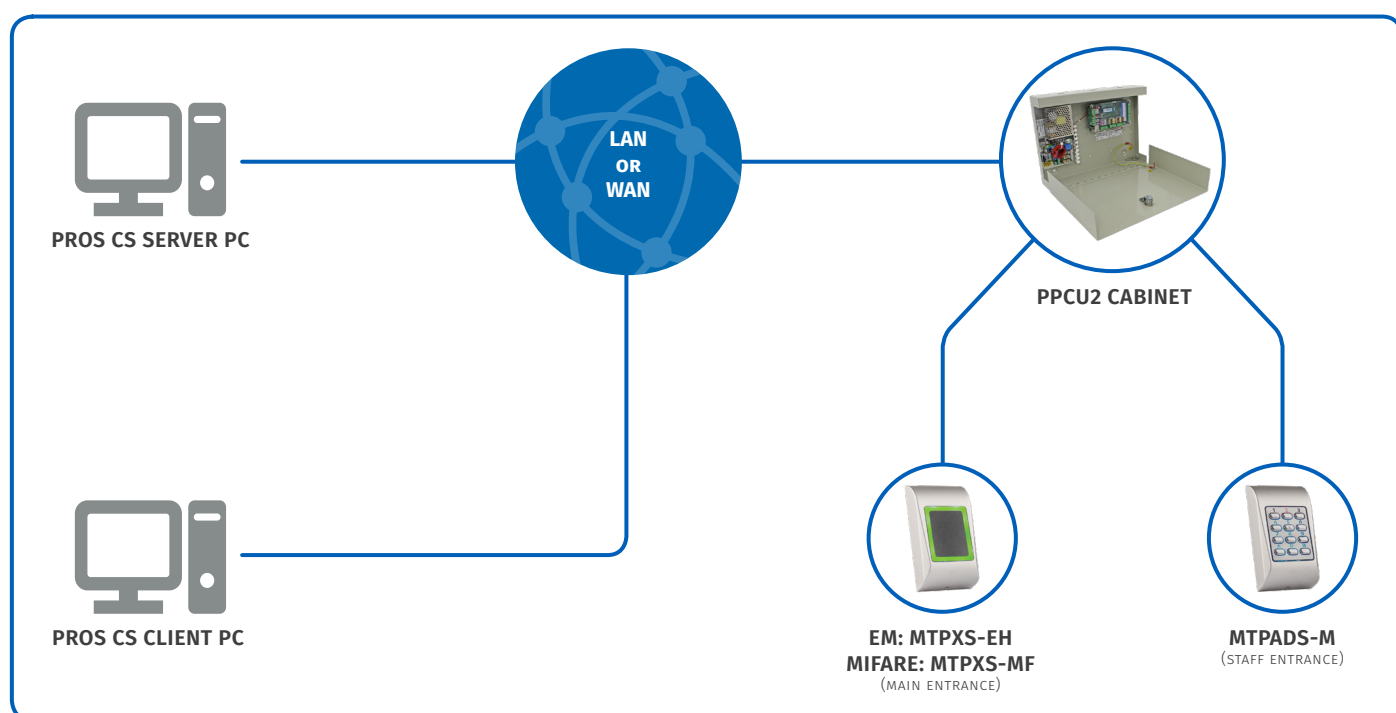 LAN
OR
WAN
PROS CS SERVER PC
PPCU2 CABINET
PROS CS CLIENT PC
EM: MTPXS-EH
MIFARE: MTPXS-MF
(MAIN ENTRANCE)
MTPADS-M
(STAFF ENTRANCE)